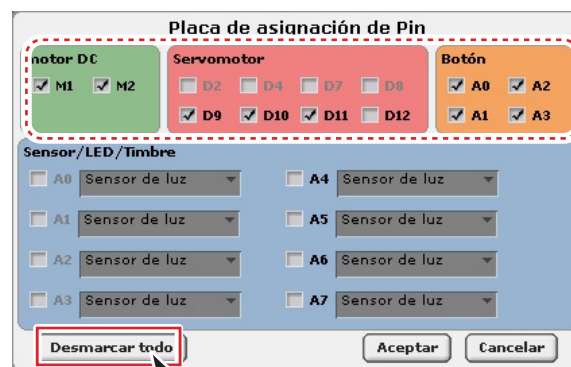 Placa de asignación de Pin
motor DC
M1 M2
Servomotor
D2 D4 D7 D8
D9 D10 D11 D12
Botón
A0 A2
A1 A3
Sensor/LED/Timbre
A0 Sensor de luz
A4 Sensor de luz
A1 Sensor de luz
A5 Sensor de luz
A2 Sensor de luz
A6 Sensor de luz
A3 Sensor de luz
A7 Sensor de luz
Desmarcar todo
Aceptar
Cancelar